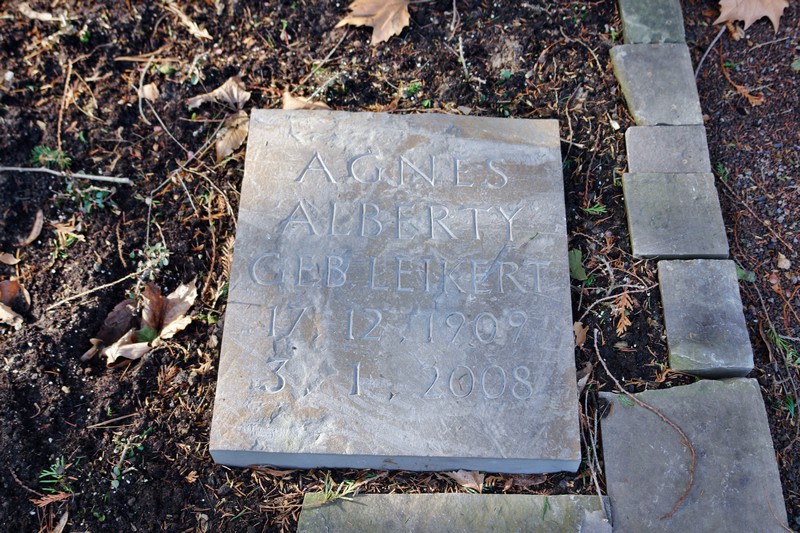 AGNES
ALBERTY
GEB LEIKERT
17. 12. 1909
3. 1. 2008